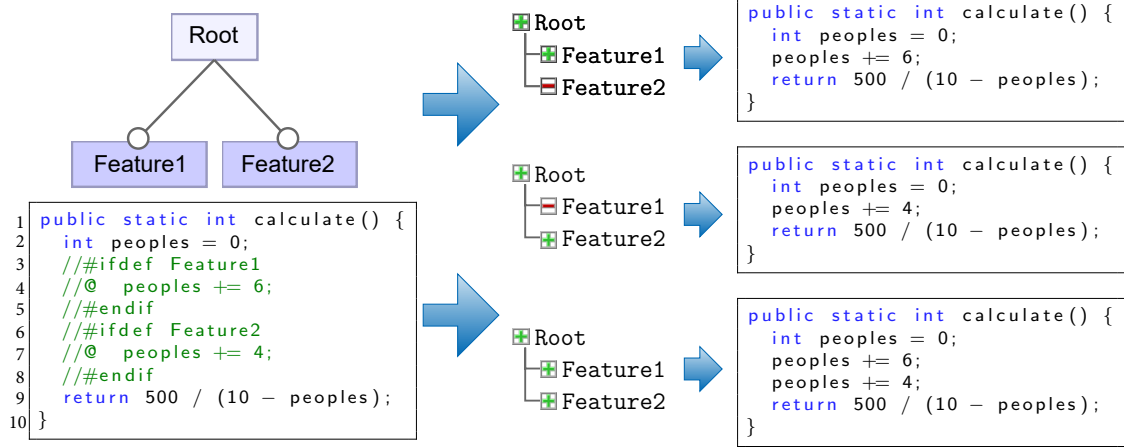 Root
Feature1
Feature2
1 public static int calculate() {
2 int peoples = 0;
3 //#ifdef Feature1
4 //@ peoples += 6;
5 //#endif
6 //#ifdef Feature2
7 //@ peoples += 4;
8 //#endif
9 return 500 / (10 − peoples);
10 }
Root
Feature1
Feature2
public static int calculate() {
int peoples = 0;
peoples += 6;
return 500 / (10 − peoples);
}
Root
Feature1
Feature2
public static int calculate() {
int peoples = 0;
peoples += 4;
return 500 / (10 − peoples);
}
Root
Feature1
Feature2
public static int calculate() {
int peoples = 0;
peoples += 6;
peoples += 4;
return 500 / (10 − peoples);
}